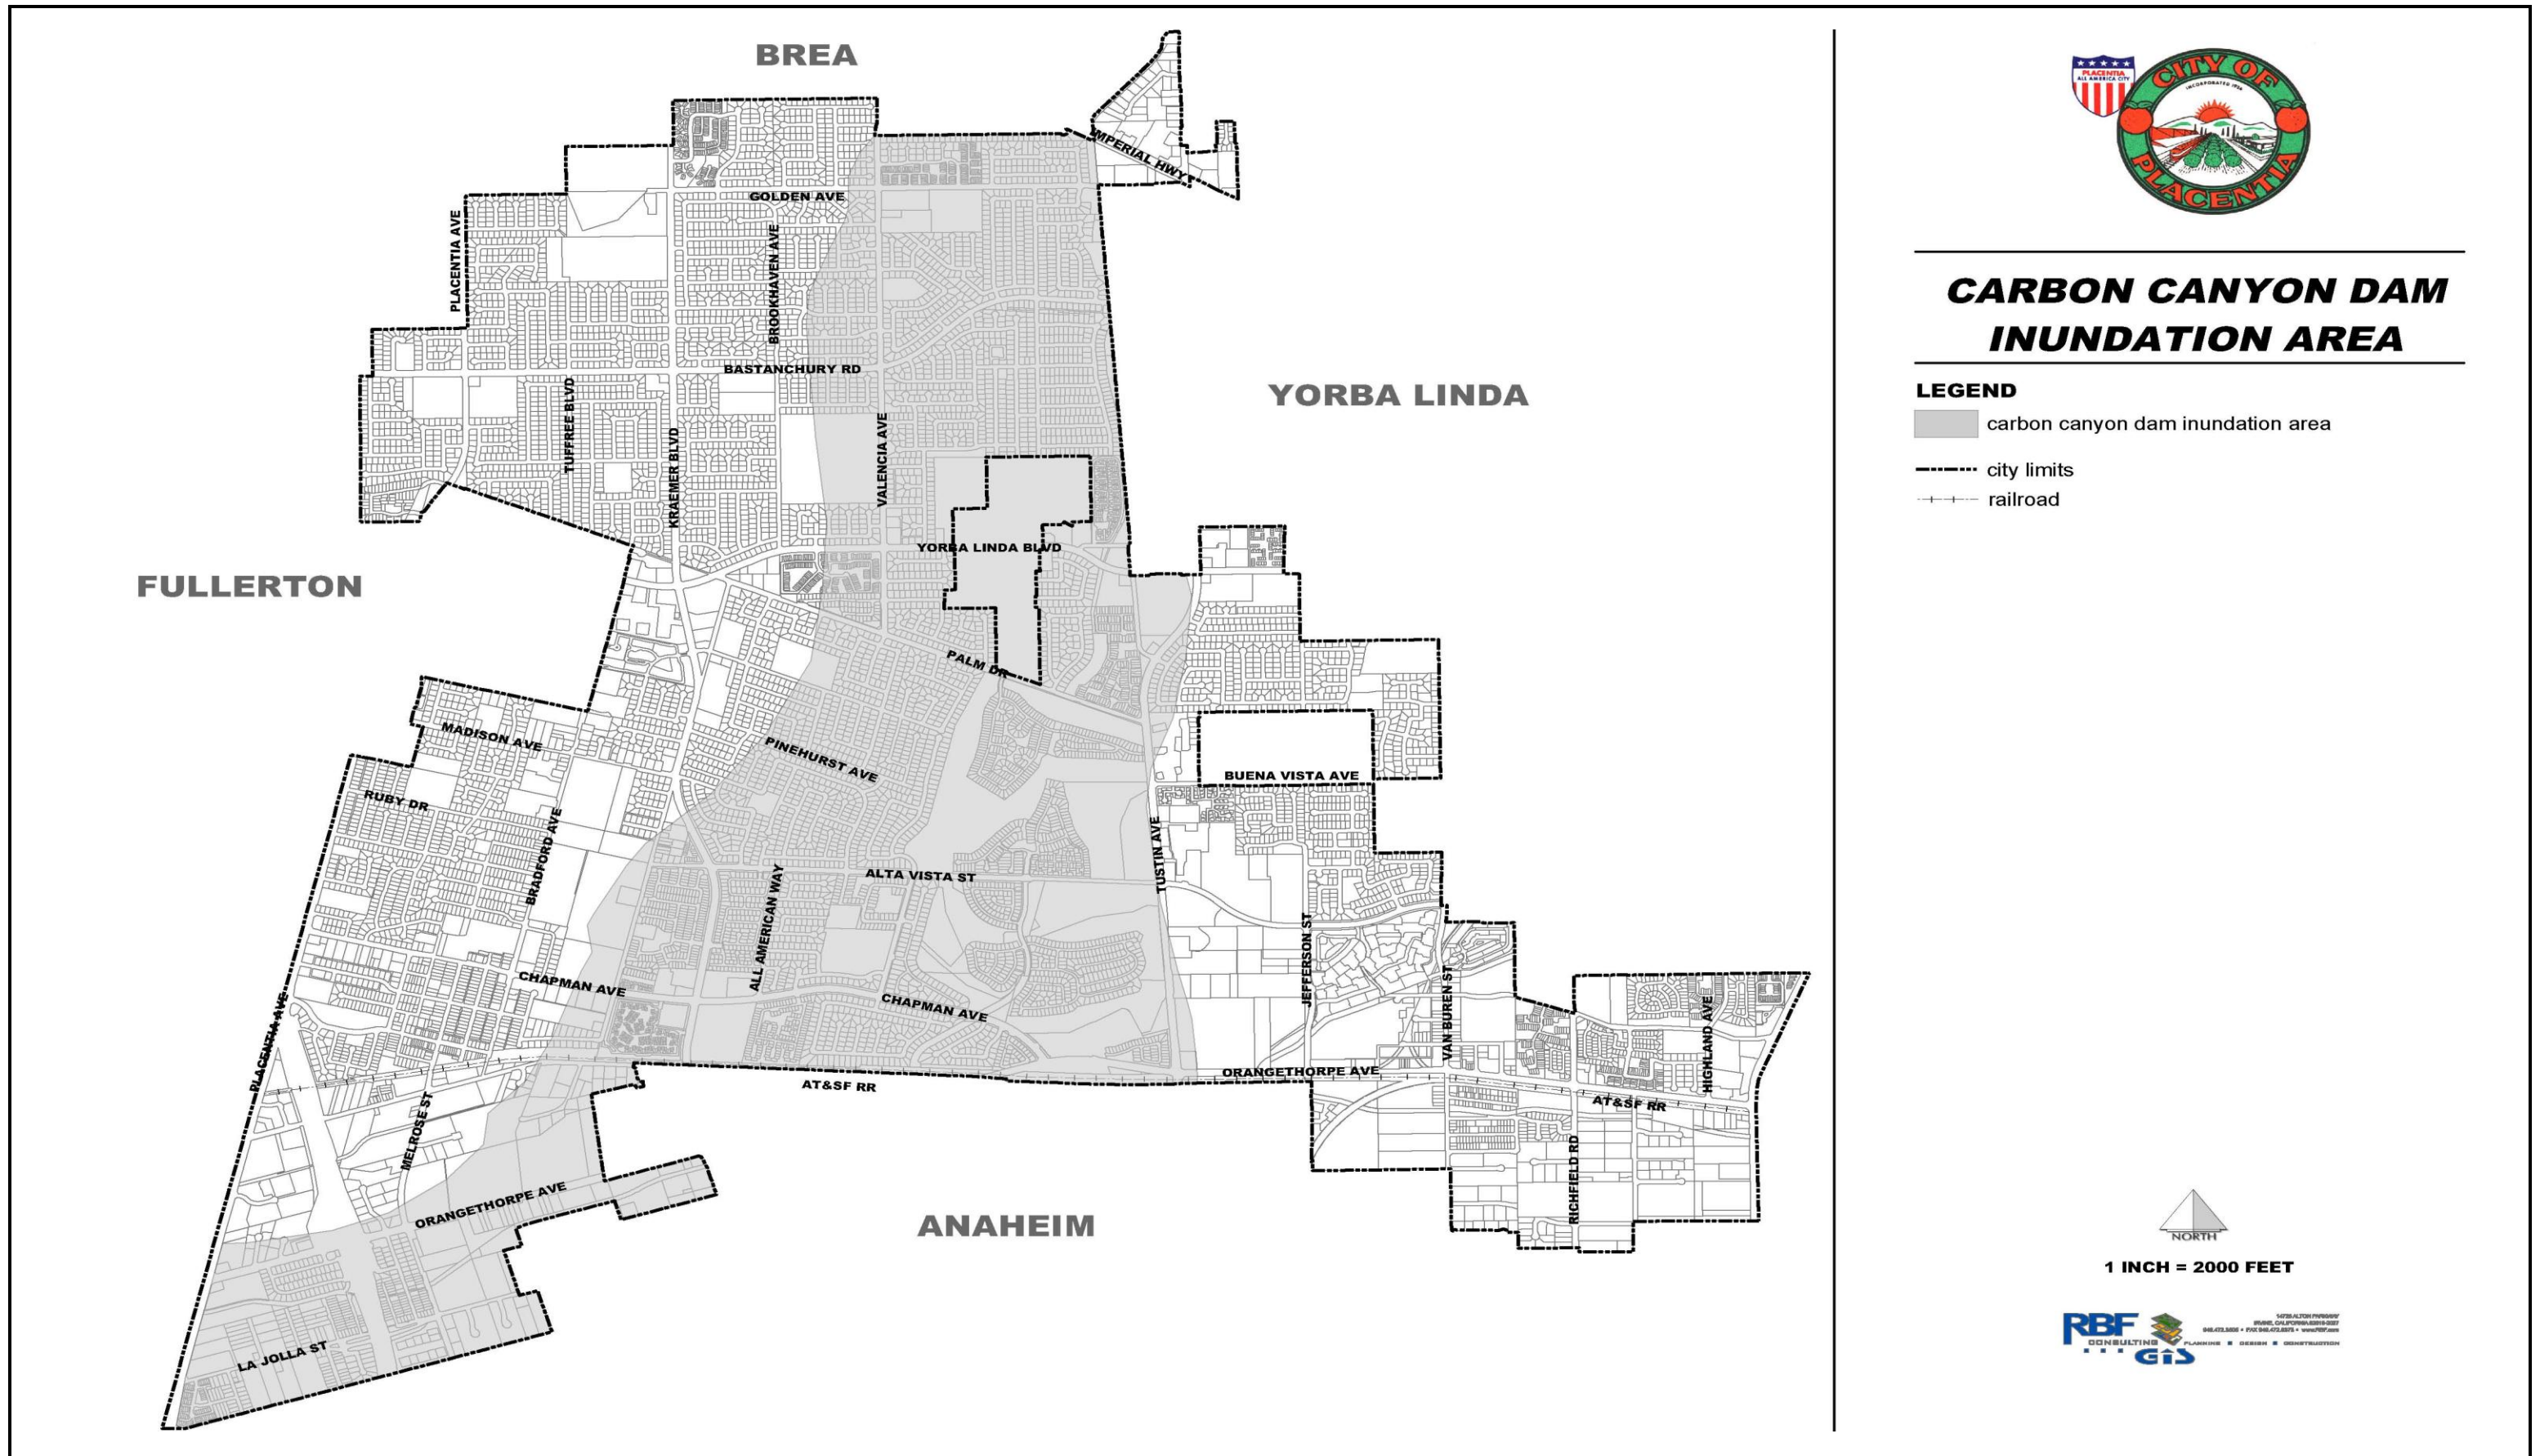 BREA
IMPERIAL HWY
GOLDEN AVE
PLACENTIA AVE
BROOKHAVEN AVE
BASTANCHURY RD
YORBA LINDA
TUFFREE BLVD
KRAEMER BLVD
VALENCIA AVE
YORBA LINDA BLVD
FULLERTON
PALM DR
MADISON AVE
PINEHURST AVE
BUENA VISTA AVE
RUBY DR
BRADFORD AVE
TUSTIN AVE
ALTA VISTA ST
ALL AMERICAN WAY
JEFFERSON ST
CHAPMAN AVE
CHAPMAN AVE
VAN BUREN ST
HIGHLAND AVE
PLACENTIA AVE
ORANGETHORPE AVE
AT&SF RR
AT&SF RR
MELROSE ST
RICHFIELD RD
ORANGETHORPE AVE
ANAHEIM
LA JOLLA ST
PLACENTIA
ALL AMERICA CITY
CITY OF
INCORPORATED 1926
PLACENTIA
CARBON CANYON DAM
INUNDATION AREA
LEGEND
carbon canyon dam inundation area
city limits
railroad
NORTH
1 INCH = 2000 FEET
RBF
CONSULTING
PLANNING ■ DESIGN ■ CONSTRUCTION
GIS